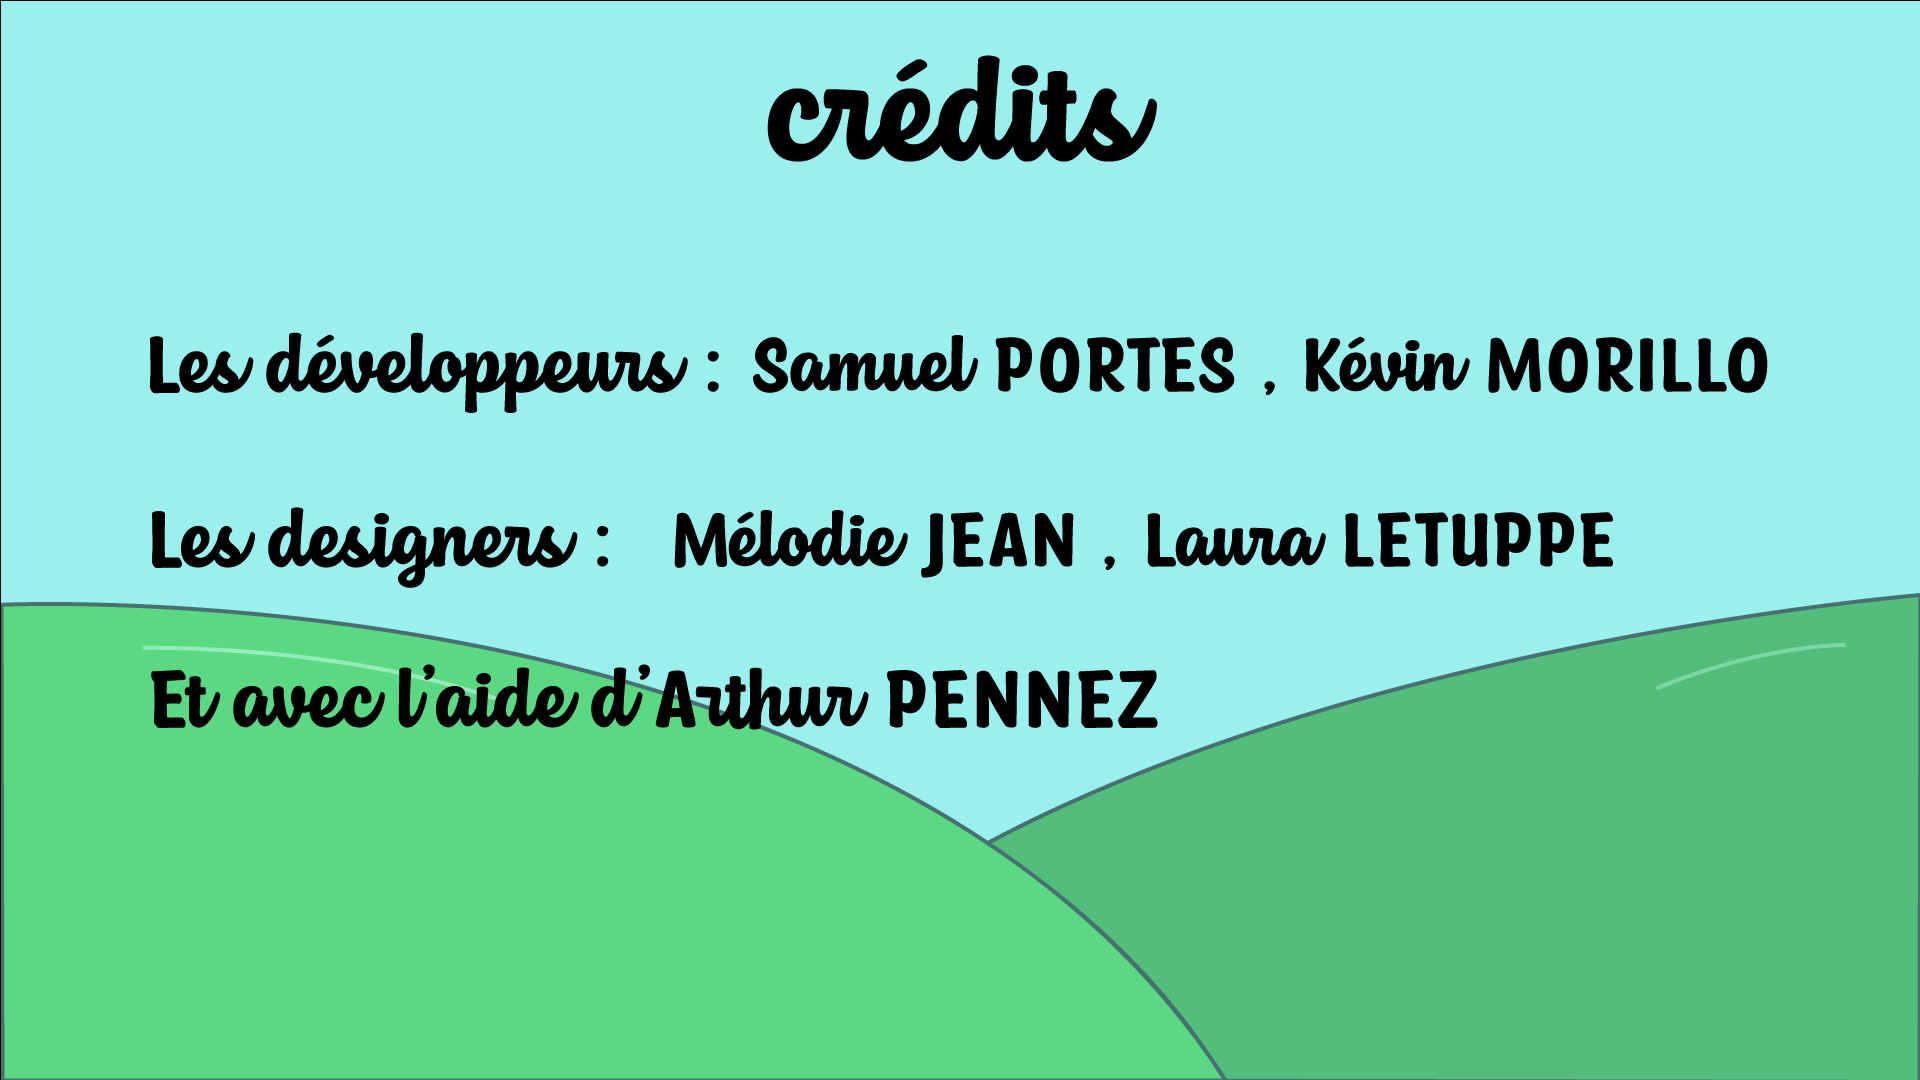 crédits
Les développeurs : Samuel PORTES , Kévin MORILLO
Les designers : Mélodie JEAN , Laura LETUPPE
Et avec l’aide d’Arthur PENNEZ